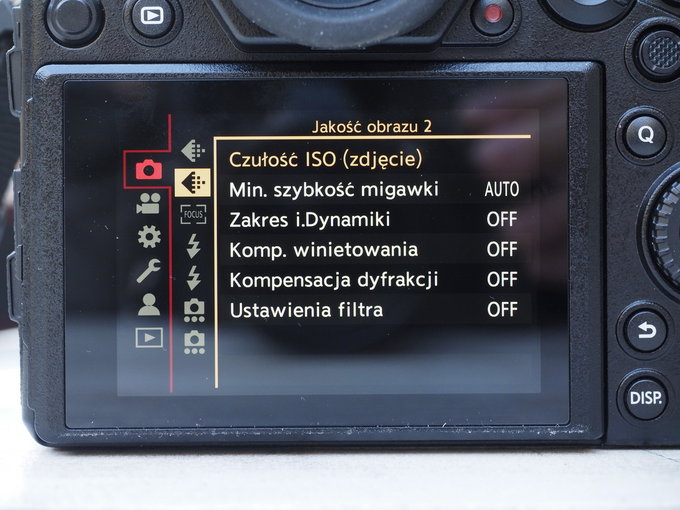 Jakość obrazu 2
Czułość ISO (zdjęcie)
Min. szybkość migawki AUTO
Zakres i.Dynamiki OFF
FOCUS
Komp. winietowania OFF
Kompensacja dyfrakcji OFF
Ustawienia filtra OFF
Q
DISP.